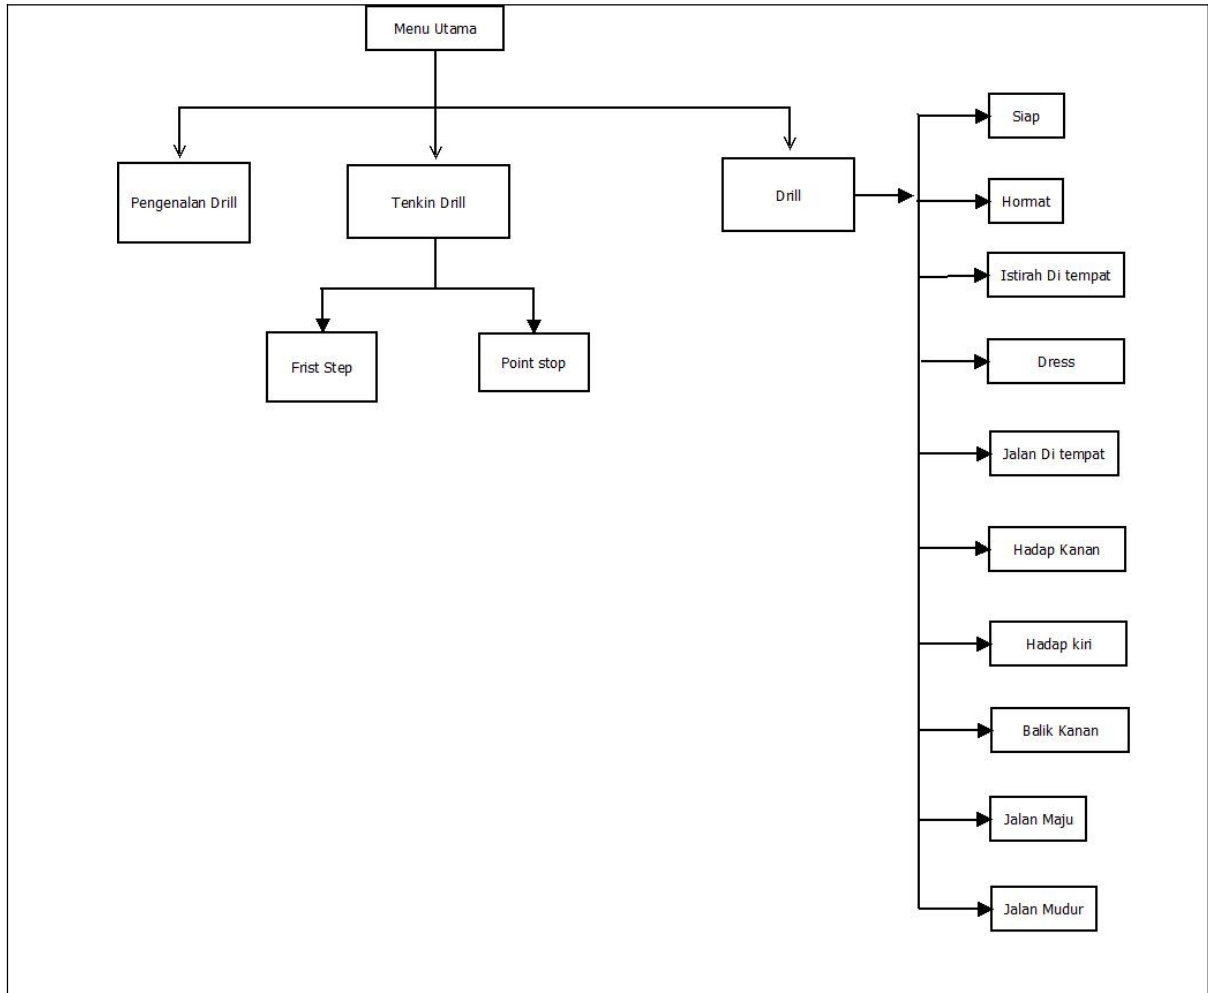 Menu Utama
Pengenalan Drill
Tenkin Drill
Drill
Frist Step
Point stop
Siap
Hormat
Istirah Di tempat
Dress
Jalan Di tempat
Hadap Kanan
Hadap kiri
Balik Kanan
Jalan Maju
Jalan Mudur